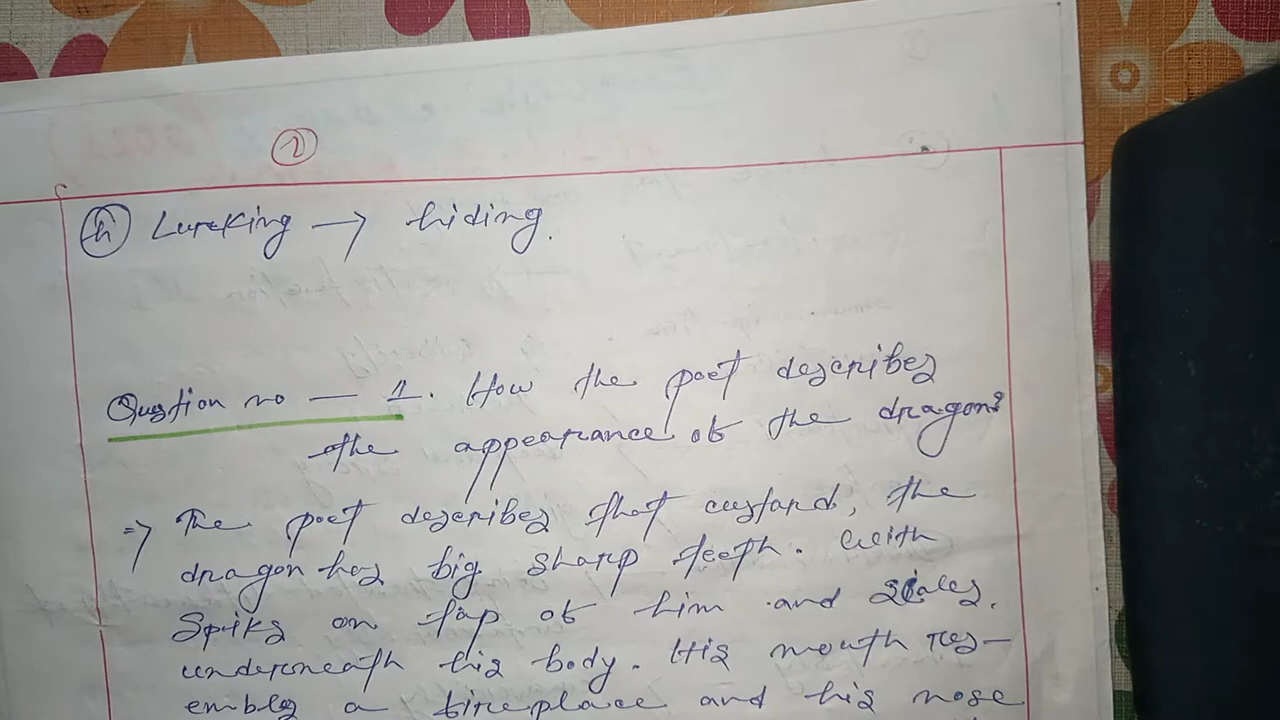 2
h Lurking → hiding.
Question no — 1. How the poet describes
the appearance of the dragon?
⇒ The poet describes that custard, the
dragon has big sharp teeth. With
Spiks on top of him and Scales.
underneath his body. His mouth res-
embles a fireplace and his nose